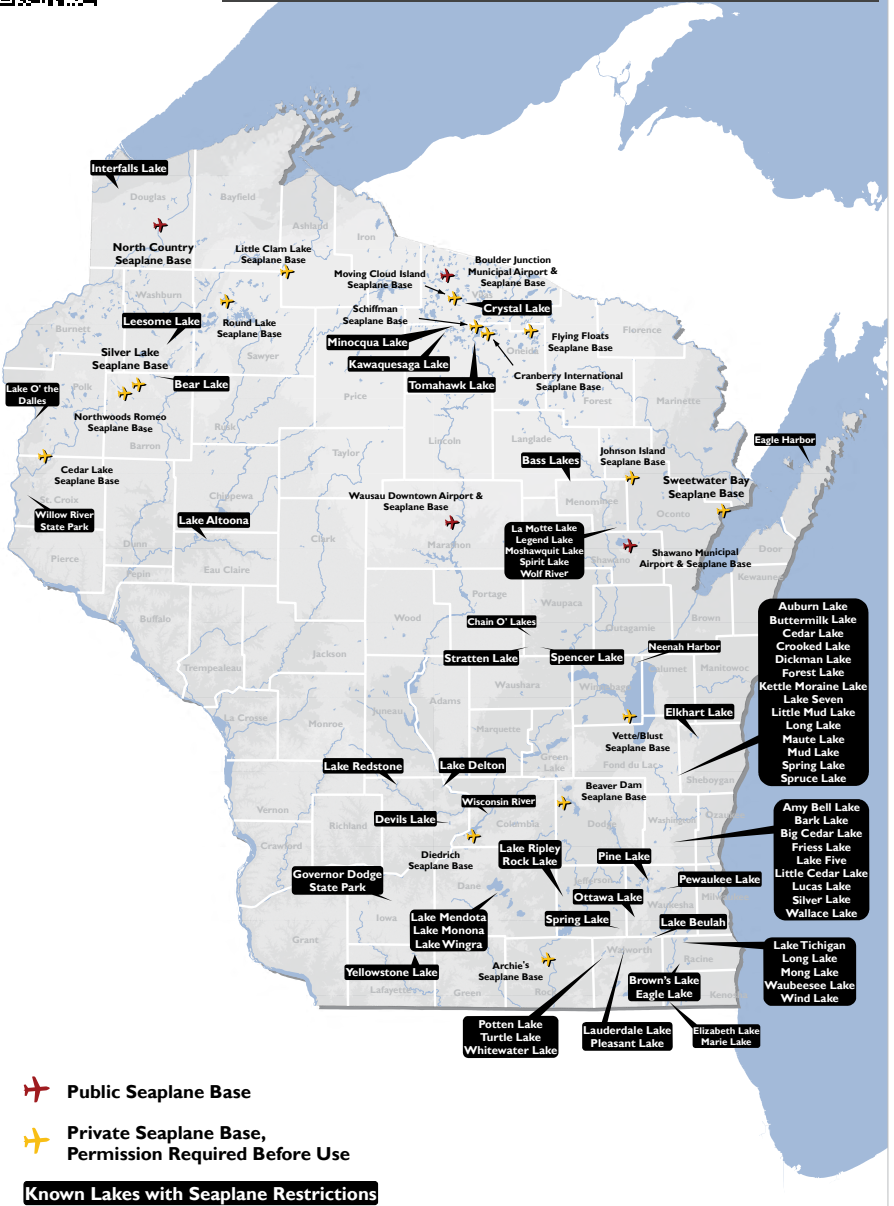 Interfalls Lake
Douglas
Bayfield
Ashland
Iron
North Country
Seaplane Base
Little Clam Lake
Seaplane Base
Moving Cloud Island
Seaplane Base
Boulder Junction
Municipal Airport &
Seaplane Base
Washburn
Burnett
Leesome Lake
Round Lake
Seaplane Base
Sawyer
Schiffman
Seaplane Base
Crystal Lake
Minocqua Lake
Kawaquesaga Lake
Tomahawk Lake
Oneida
Flying Floats
Seaplane Base
Cranberry International
Seaplane Base
Florence
Forest
Marinette
Silver Lake
Seaplane Base
Bear Lake
Lake O' the
Dalles
Polk
Northwoods Romeo
Seaplane Base
Barron
Rusk
Price
Cedar Lake
Seaplane Base
St. Croix
Willow River
State Park
Chippewa
Taylor
Lincoln
Langlade
Bass Lakes
Johnson Island
Seaplane Base
Sweetwater Bay
Seaplane Base
Eagle Harbor
Lake Altoona
Wausau Downtown Airport &
Seaplane Base
Menominee
Oconto
Clark
Marathon
La Motte Lake
Legend Lake
Moshawquit Lake
Spirit Lake
Wolf River
Shawano
Shawano Municipal
Airport & Seaplane Base
Door
Kewaunee
Dunn
Pierce
Pepin
Eau Claire
Buffalo
Trempealeau
Jackson
Wood
Portage
Waupaca
Outagamie
Brown
Chain O' Lakes
Stratten Lake
Spencer Lake
Neenah Harbor
Calumet
Manitowoc
Auburn Lake
Buttermilk Lake
Cedar Lake
Crooked Lake
Dickman Lake
Forest Lake
Kettle Moraine Lake
Lake Seven
Little Mud Lake
Long Lake
Maute Lake
Mud Lake
Spring Lake
Spruce Lake
La Crosse
Monroe
Juneau
Adams
Waushara
Winnebago
Marquette
Green
Lake
Vette/Blust
Seaplane Base
Elkhart Lake
Fond du Lac
Sheboygan
Lake Redstone
Lake Delton
Devils Lake
Wisconsin River
Beaver Dam
Seaplane Base
Vernon
Richland
Crawford
Columbia
Dodge
Washington
Ozaukee
Amy Bell Lake
Bark Lake
Big Cedar Lake
Friess Lake
Lake Five
Little Cedar Lake
Lucas Lake
Silver Lake
Wallace Lake
Diedrich
Seaplane Base
Lake Ripley
Rock Lake
Pine Lake
Governor Dodge
State Park
Dane
Jefferson
Pewaukee Lake
Ottawa Lake
Waukesha
Grant
Iowa
Lake Mendota
Lake Monona
Lake Wingra
Spring Lake
Lake Beulah
Yellowstone Lake
Archie's
Seaplane Base
Walworth
Racine
Lake Tichigan
Long Lake
Mong Lake
Waubeesee Lake
Wind Lake
Brown's Lake
Eagle Lake
Lafayette
Green
Rock
Kenosha
Potten Lake
Turtle Lake
Whitewater Lake
Lauderdale Lake
Pleasant Lake
Elizabeth Lake
Marie Lake
Public Seaplane Base
Private Seaplane Base,
Permission Required Before Use
Known Lakes with Seaplane Restrictions